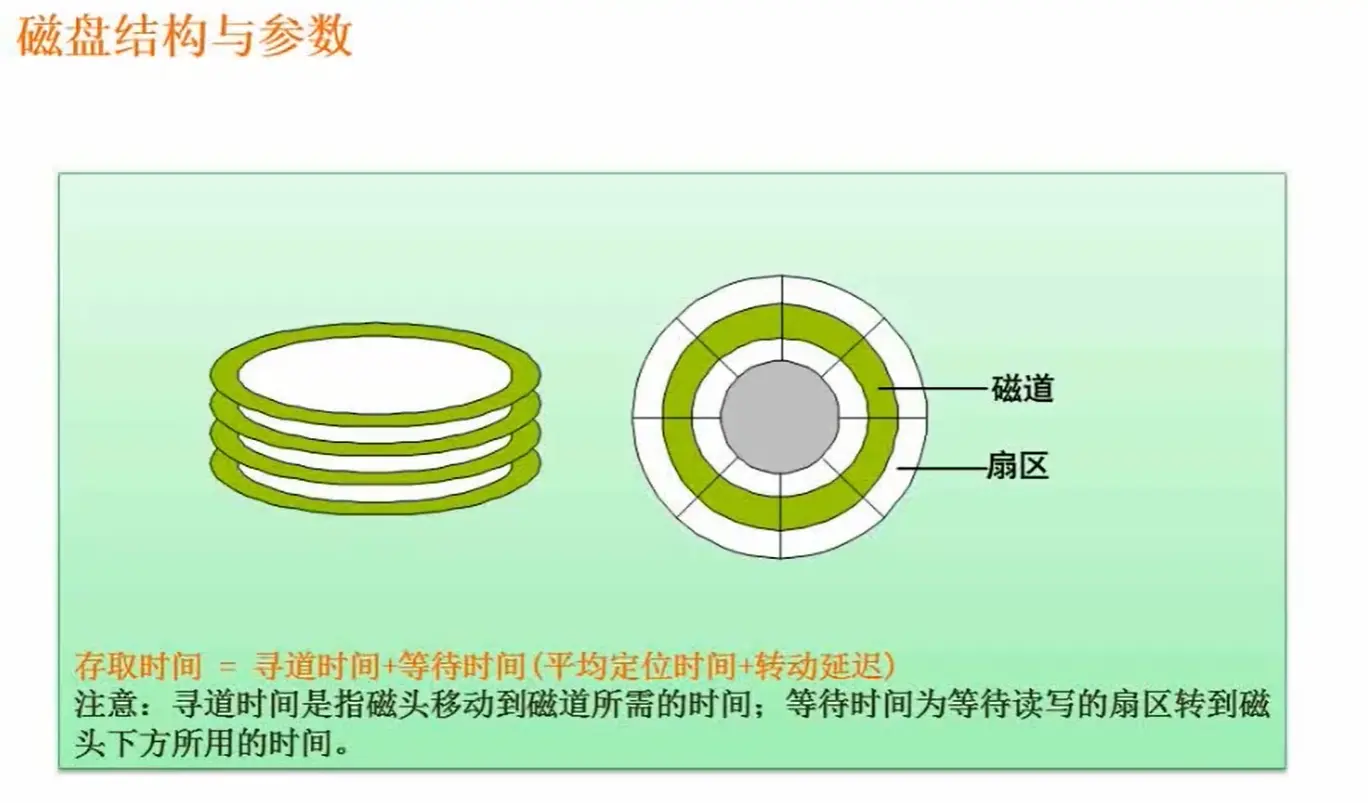 磁盘结构与参数
磁道
扇区
存取时间 = 寻道时间+等待时间(平均定位时间+转动延迟)
注意：寻道时间是指磁头移动到磁道所需的时间；等待时间为等待读写的扇区转到磁
头下方所用的时间。